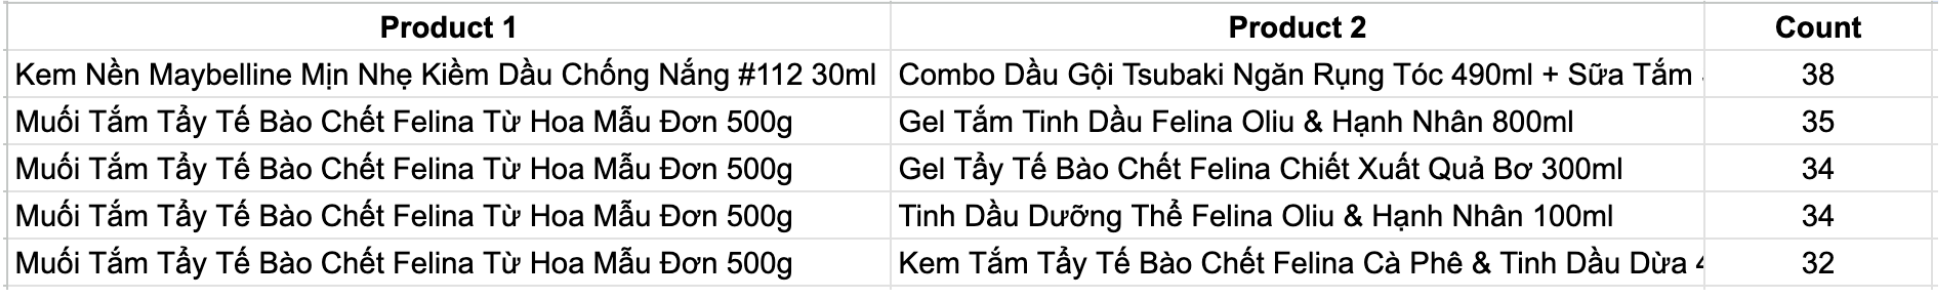 Product 1 Product 2 Count
Kem Nền Maybelline Mịn Nhẹ Kiềm Dầu Chống Nắng #112 30ml Combo Dầu Gội Tsubaki Ngăn Rụng Tóc 490ml + Sữa Tắm 38
Muối Tắm Tẩy Tế Bào Chết Felina Từ Hoa Mẫu Đơn 500g Gel Tắm Tinh Dầu Felina Oliu & Hạnh Nhân 800ml 35
Muối Tắm Tẩy Tế Bào Chết Felina Từ Hoa Mẫu Đơn 500g Gel Tẩy Tế Bào Chết Felina Chiết Xuất Quả Bơ 300ml 34
Muối Tắm Tẩy Tế Bào Chết Felina Từ Hoa Mẫu Đơn 500g Tinh Dầu Dưỡng Thể Felina Oliu & Hạnh Nhân 100ml 34
Muối Tắm Tẩy Tế Bào Chết Felina Từ Hoa Mẫu Đơn 500g Kem Tắm Tẩy Tế Bào Chết Felina Cà Phê & Tinh Dầu Dừa 32